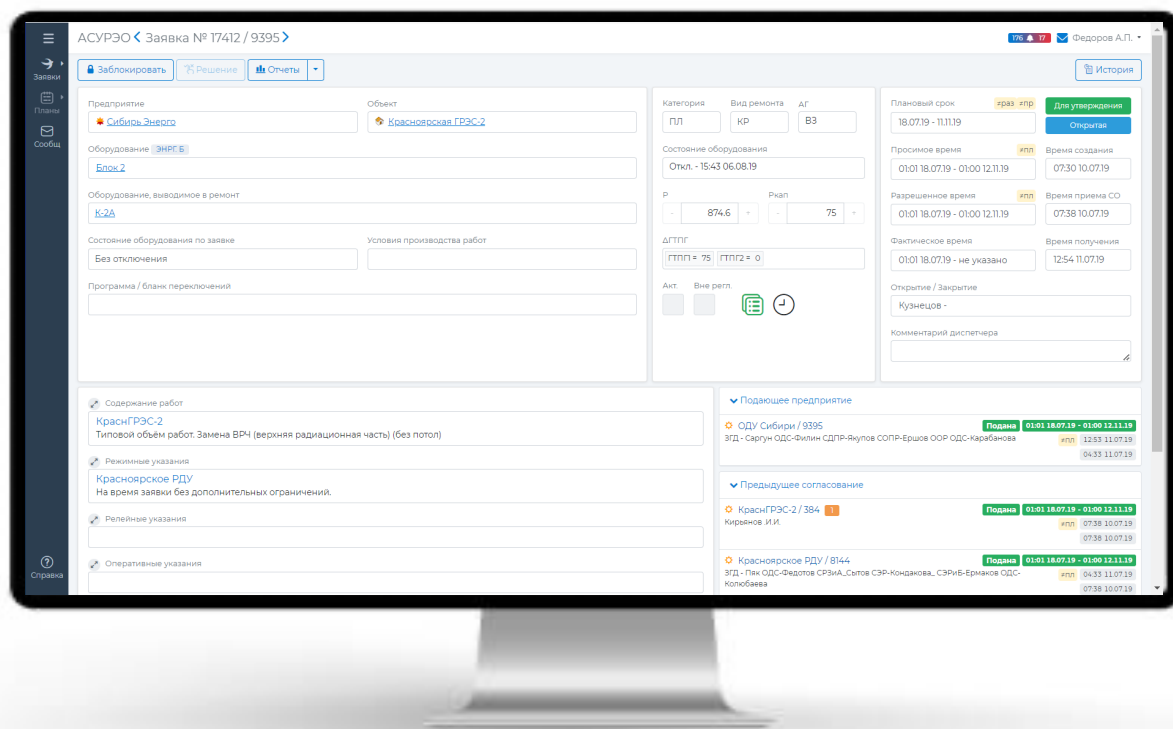 АСУРЭО Заявка № 17412 / 9395
176 17 Федоров А.П.
Заявки
Планы
Сообщ
Справка
Заблокировать Решение Отчеты История
Предприятие Объект
Сибирь Энерго Красноярская ГРЭС-2
Оборудование ЭНРГ. Б
Блок 2
Оборудование, выводимое в ремонт
К-2А
Состояние оборудования по заявке Условия производства работ
Без отключения
Программа / бланк переключений
Категория Вид ремонта АГ
ПЛ КР ВЗ
Состояние оборудования
Откл. - 15:43 06.08.19
Р Ркап
- 874.6 + - 75 +
ΔГТПГ
ГТПГ1 = 75 ГТПГ2 = 0
Акт. Вне регл.
Плановый срок ≠раз ≠пр Для утверждения
18.07.19 - 11.11.19 Открытая
Просимое время ≠пл Время создания
01:01 18.07.19 - 01:00 12.11.19 07:30 10.07.19
Разрешенное время ≠пл Время приема СО
01:01 18.07.19 - 01:00 12.11.19 07:38 10.07.19
Фактическое время Время получения
01:01 18.07.19 - не указано 12:54 11.07.19
Открытие / Закрытие
Кузнецов -
Комментарий диспетчера
Содержание работ
КраснГРЭС-2
Типовой объём работ. Замена ВРЧ (верхняя радиационная часть) (без потол)
Режимные указания
Красноярское РДУ
На время заявки без дополнительных ограничений.
Релейные указания
Оперативные указания
Подающее предприятие
ОДУ Сибири / 9395 Подана 01:01 18.07.19 - 01:00 12.11.19
ЗГД - Саргун ОДС-Филин СДПР-Якупов СОПР-Ершов ООР ОДС-Карабанова ≠пл 12:53 11.07.19
04:33 11.07.19
Предыдущее согласование
КраснГРЭС-2 / 384 1 Подана 01:01 18.07.19 - 01:00 12.11.19
Кирьянов .И.И. ≠пл 07:38 10.07.19
07:38 10.07.19
Красноярское РДУ / 8144 Подана 01:01 18.07.19 - 01:00 12.11.19
ЗГД - Пяк ОДС-Федотов СРЗиА_Сытов СЭР-Кондакова_ СЭРиБ-Ермаков ОДС- ≠пл 04:33 11.07.19
Колюбаева 07:38 10.07.19